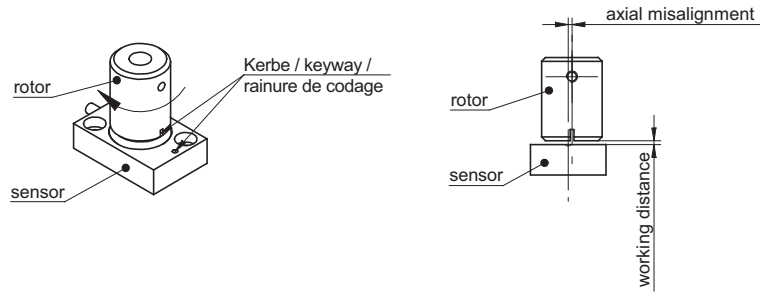 axial misalignment
Kerbe / keyway /
rainure de codage
rotor
sensor
rotor
sensor
working distance